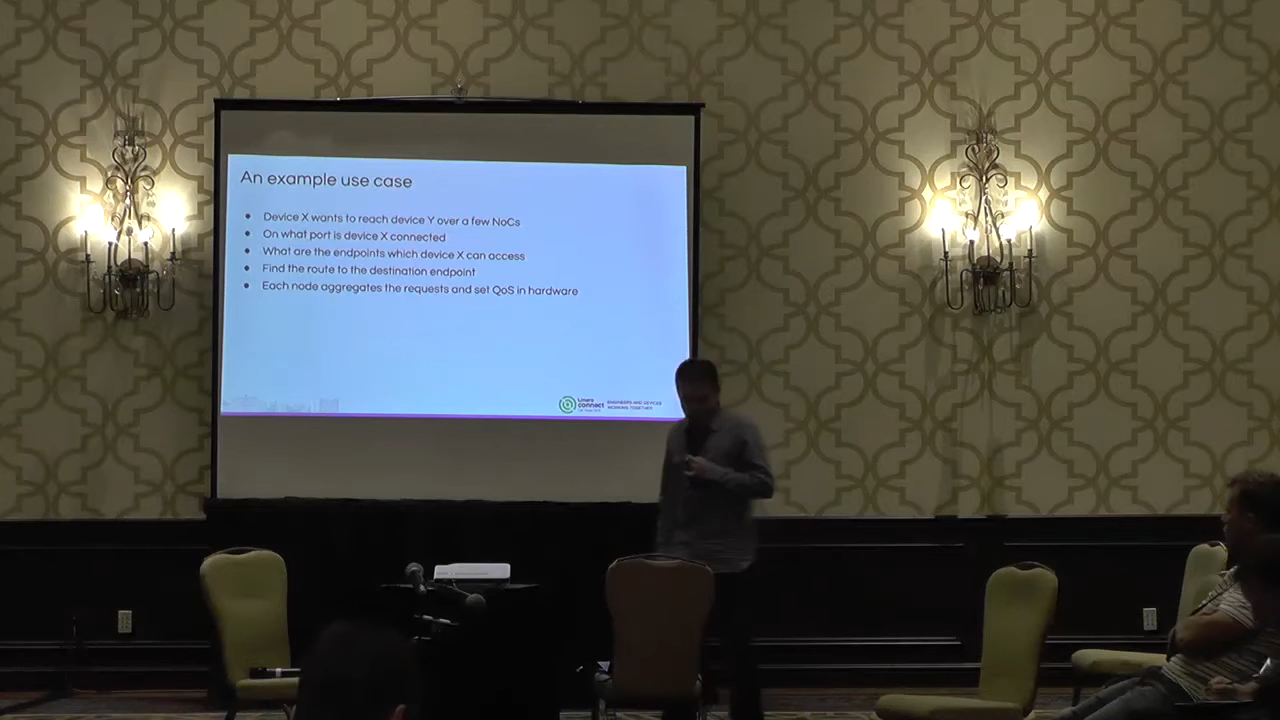 An example use case
● Device X wants to reach device Y over a few NoCs
● On what port is device X connected
● What are the endpoints which device X can access
● Find the route to the destination endpoint
● Each node aggregates the requests and set QoS in hardware
Linaro
connect
ENGINEERS AND DEVICES
WORKING TOGETHER